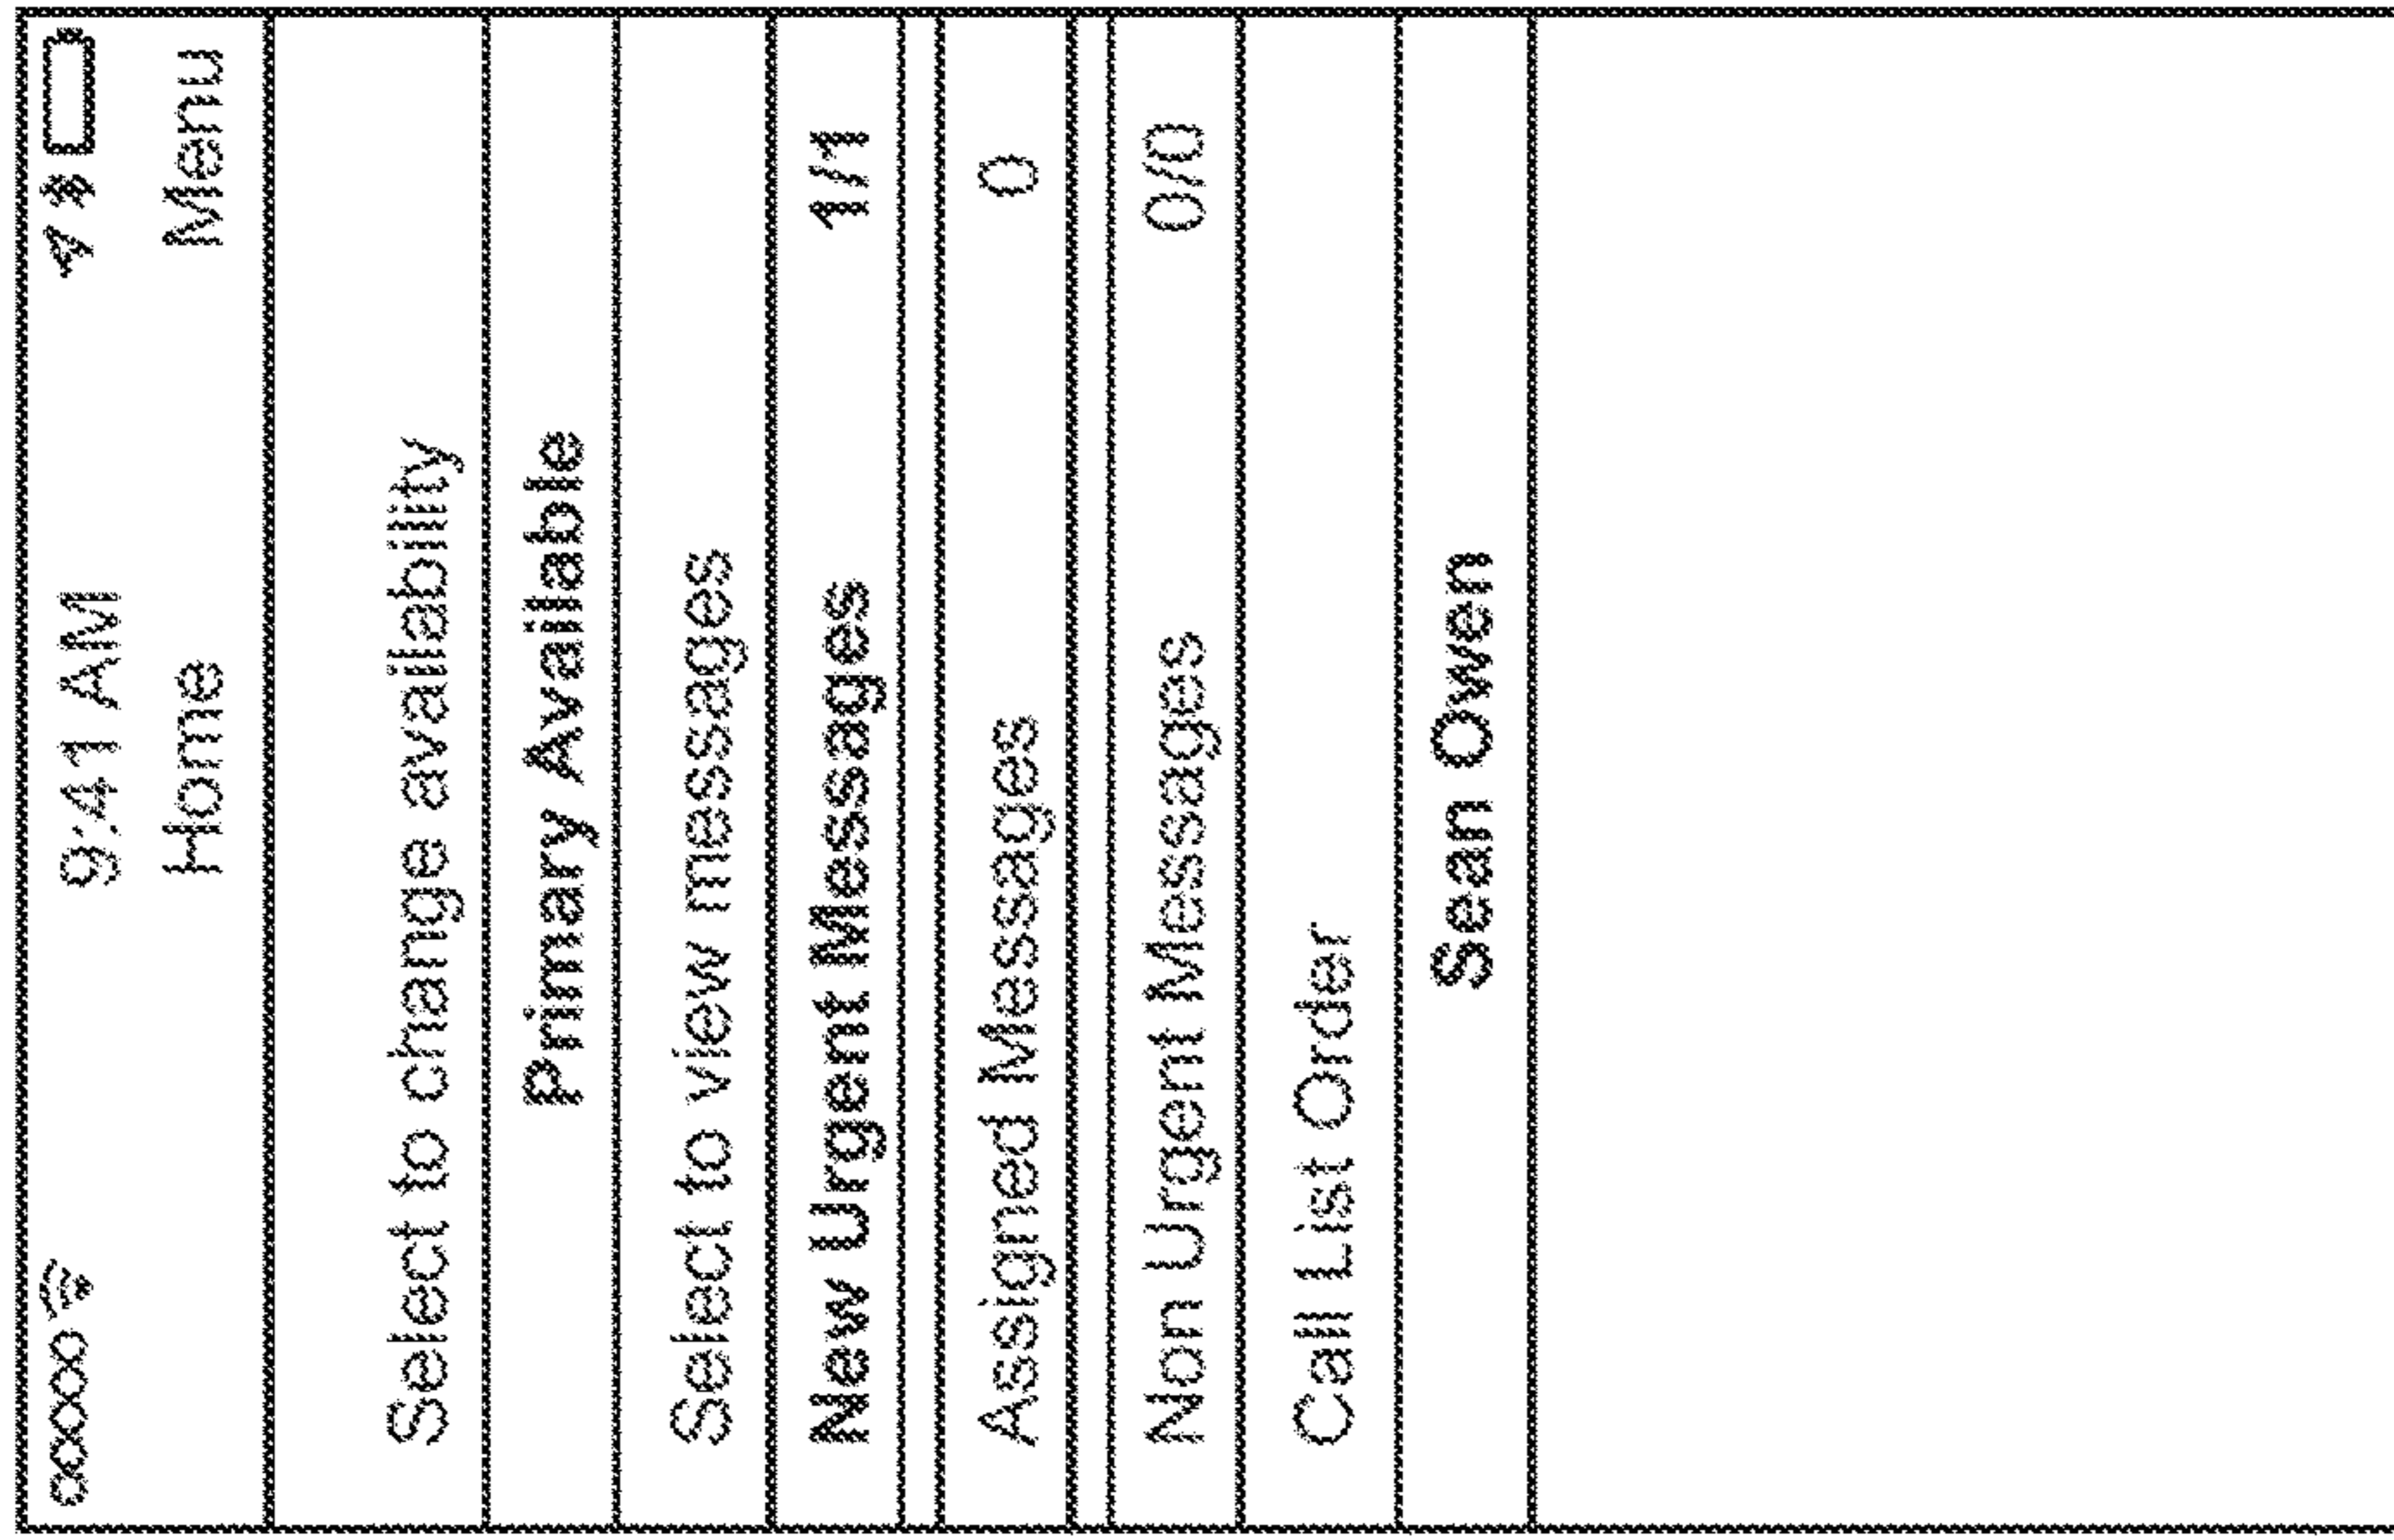 9:41 AM
Home Menu
Select to change availability
Primary Available
Select to view messages
New Urgent Messages 1/1
Assigned Messages 0
Non Urgent Messages 0/0
Call List Order
Sean Owen